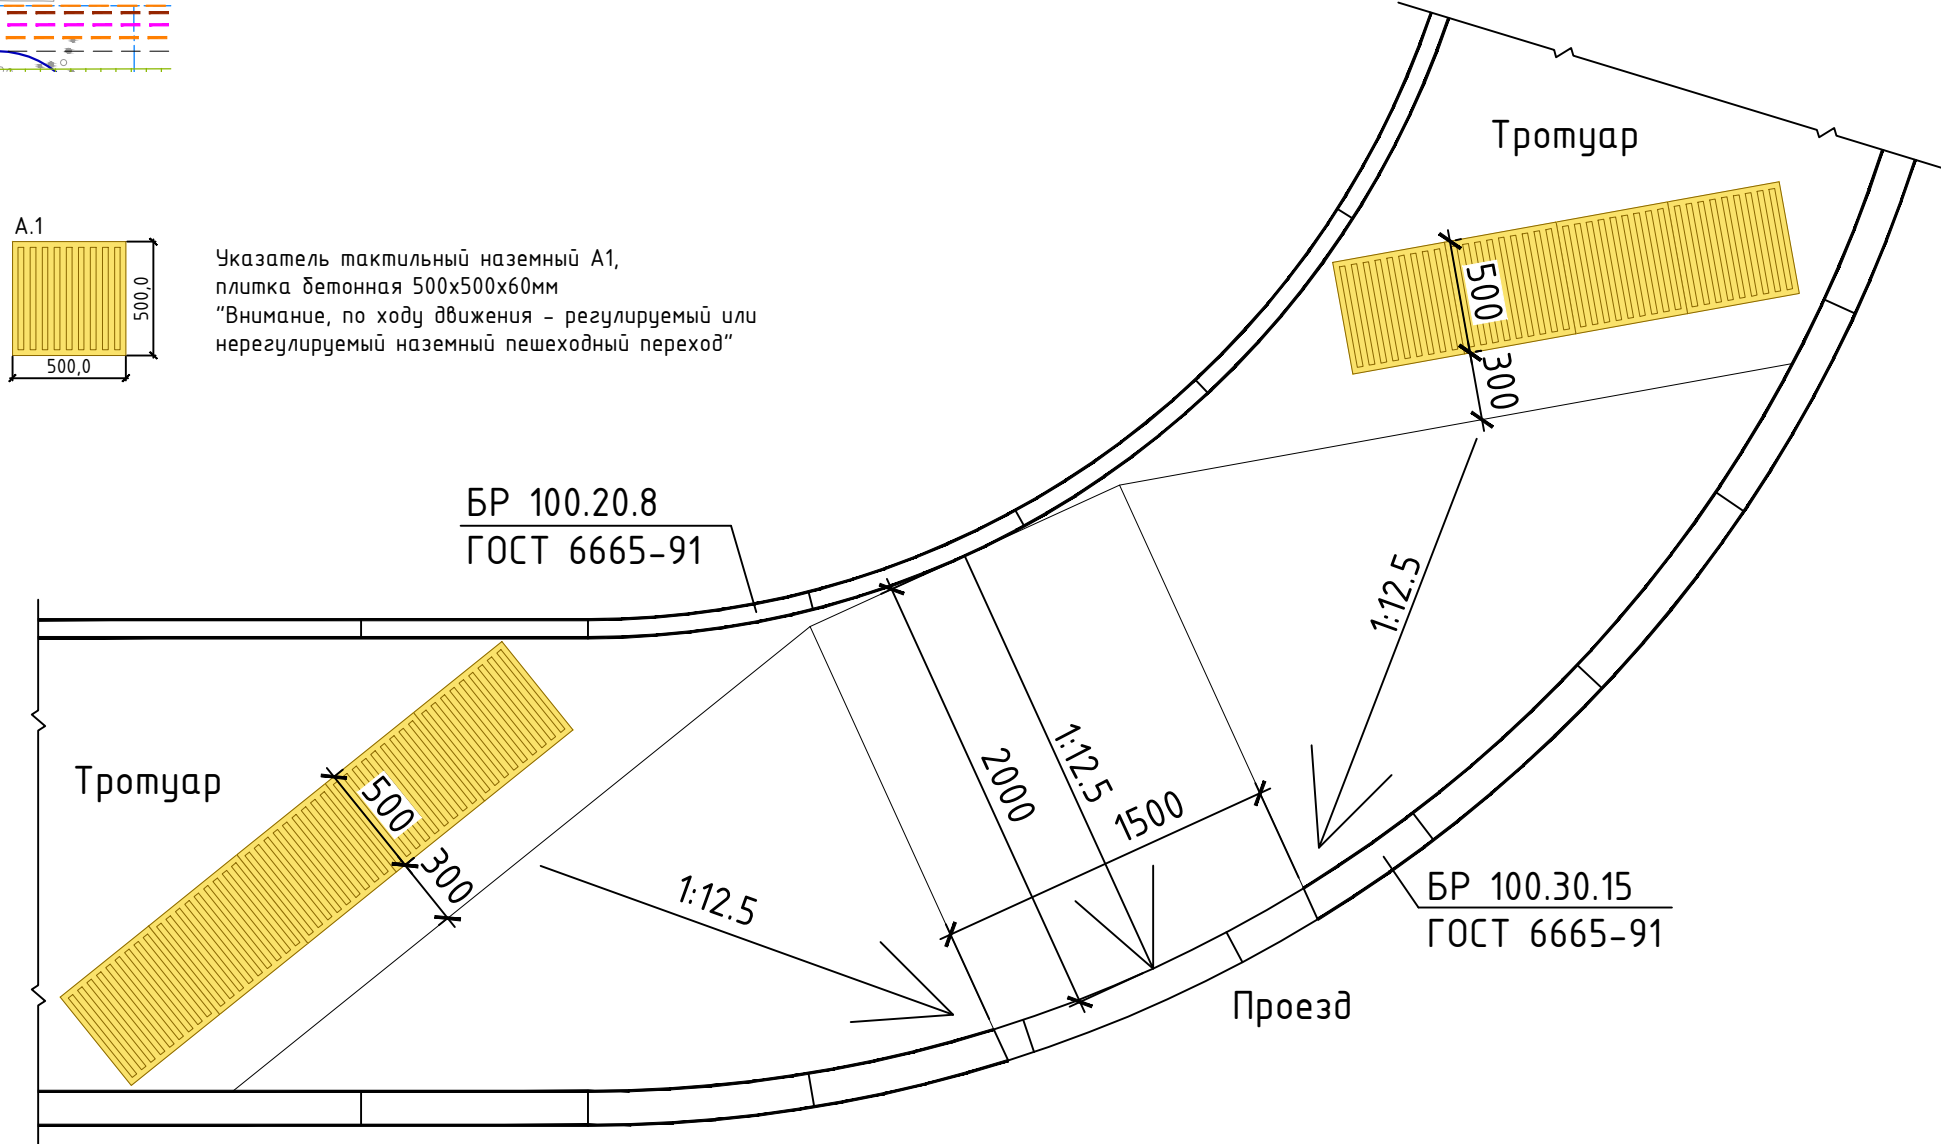 Тротуар
А.1
500,0
500,0
Указатель тактильный наземный А1,
плитка бетонная 500х500х60мм
"Внимание, по ходу движения - регулируемый или
нерегулируемый наземный пешеходный переход"
500
300
БР 100.20.8
ГОСТ 6665-91
1:12.5
Тротуар
500
300
1:12.5
2000
1:12.5
1500
БР 100.30.15
ГОСТ 6665-91
Проезд